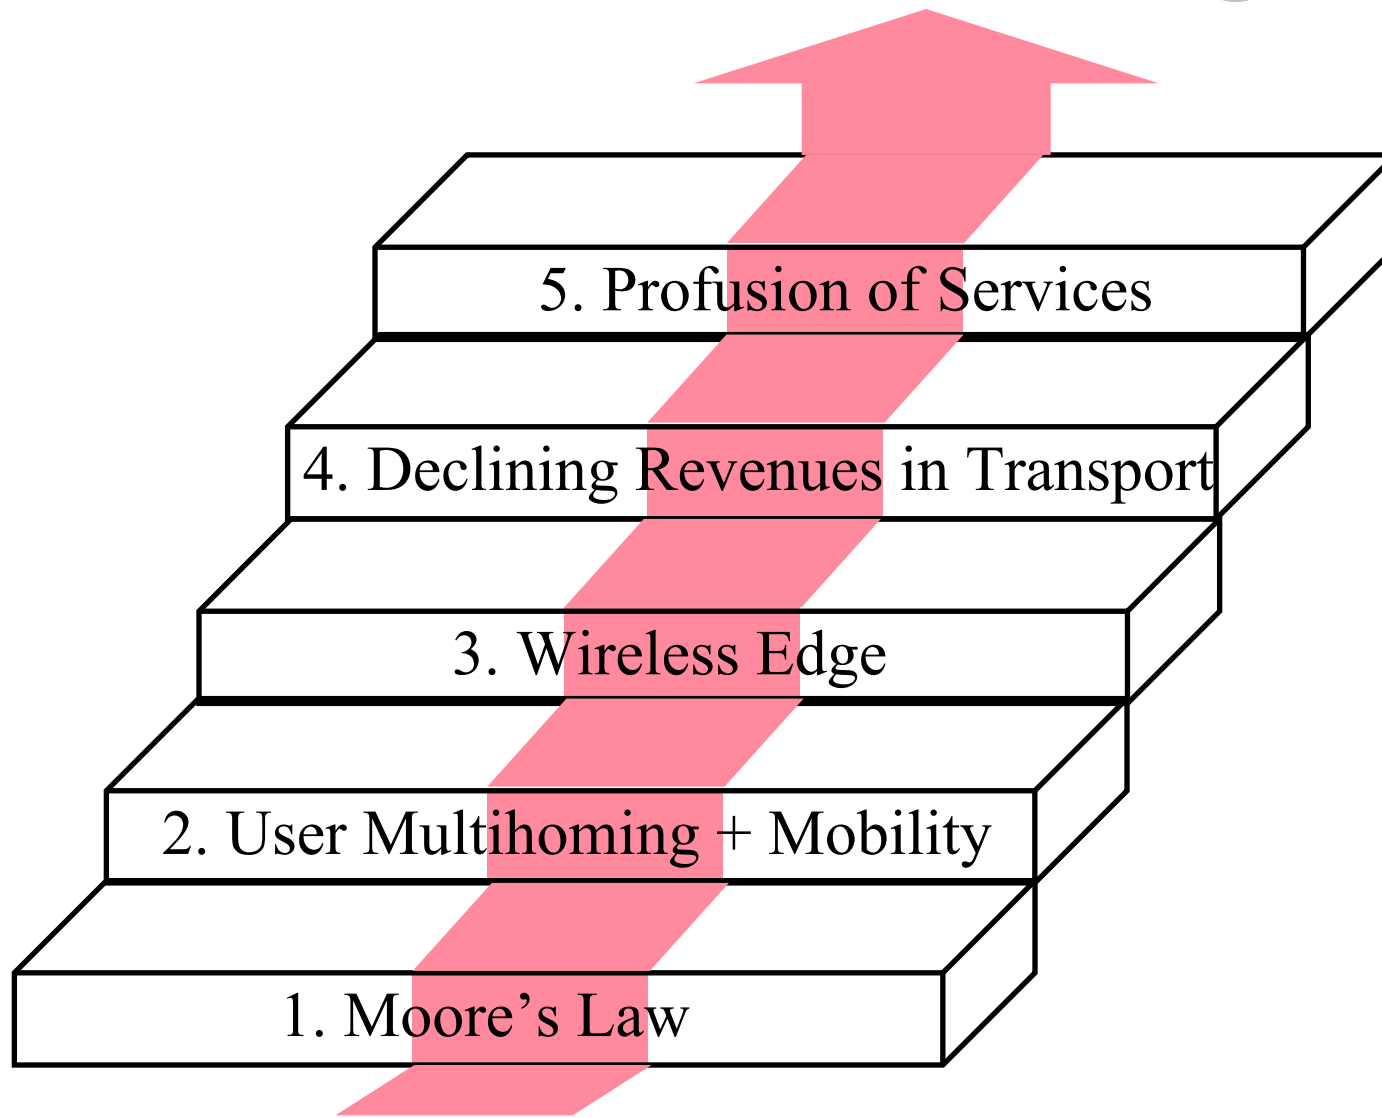 5. Profusion of Services
4. Declining Revenues in Transport
3. Wireless Edge
2. User Multihoming + Mobility
1. Moore’s Law